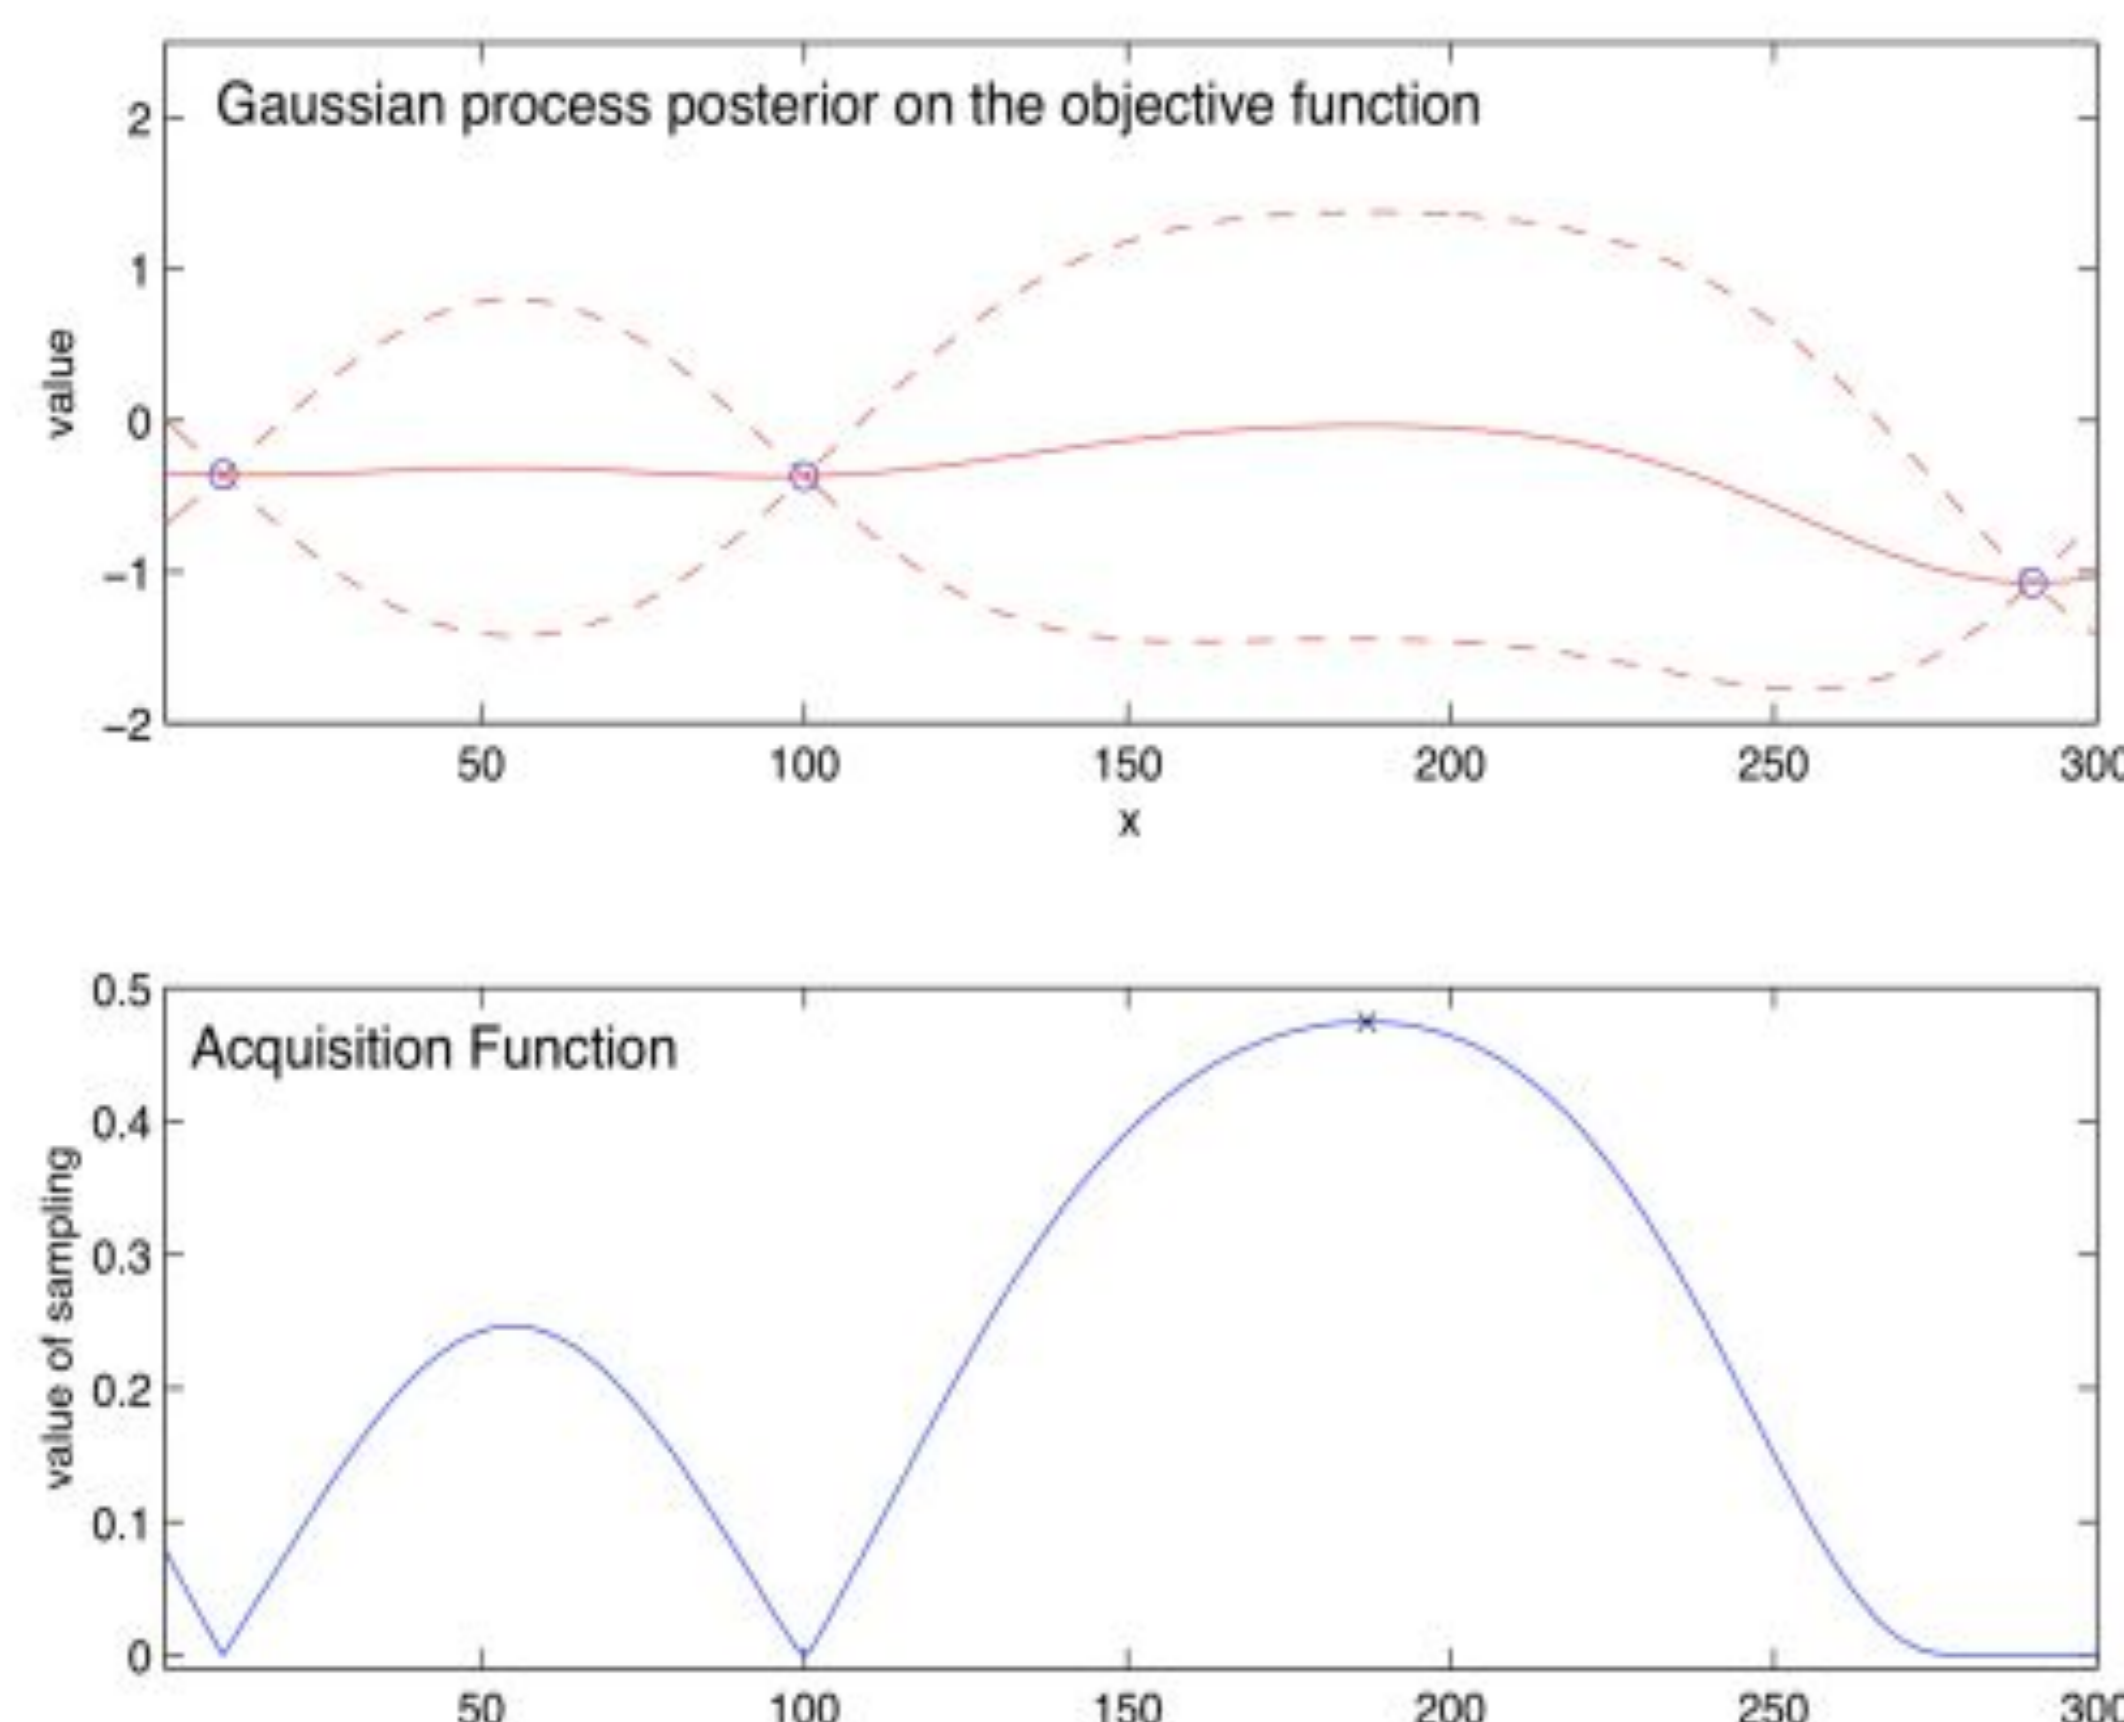 Gaussian process posterior on the objective function
2
1
0
−1
−2
value
50 100 150 200 250 300
x
Acquisition Function
0.5
0.4
0.3
0.2
0.1
0
value of sampling
50 100 150 200 250 300